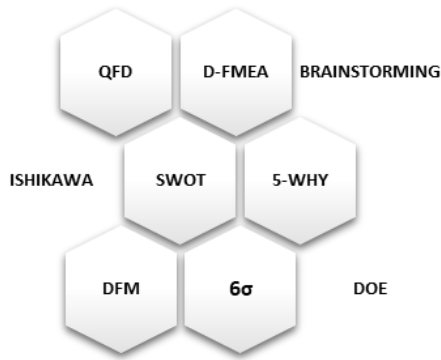 QFD D-FMEA BRAINSTORMING
ISHIKAWA SWOT 5-WHY
DFM 6σ DOE